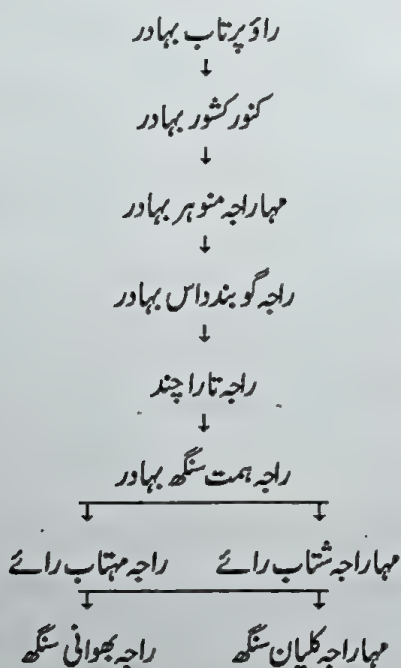 راؤ پرتاب بہادر
کنور کشور بہادر
مہاراجہ منوہر بہادر
راجہ گوبند داس بہادر
راجہ تارا چند
راجہ ہمت سنگھ بہادر
مہاراجہ شتاب رائے راجہ مہتاب رائے
مہاراجہ کلیان سنگھ راجہ بھوانی سنگھ